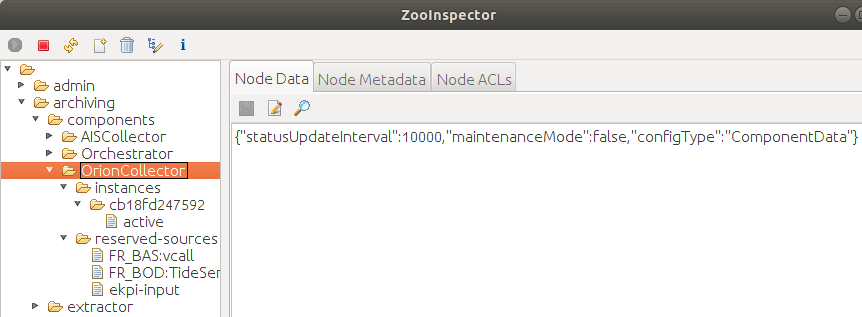 ZooInspector
admin
archiving
components
AISCollector
Orchestrator
OrionCollector
instances
cb18fd247592
active
reserved-sources
FR_BAS:vcall
FR_BOD:TideSer
ekpi-input
extractor
Node Data
Node Metadata
Node ACLs
{"statusUpdateInterval":10000,"maintenanceMode":false,"configType":"ComponentData"}